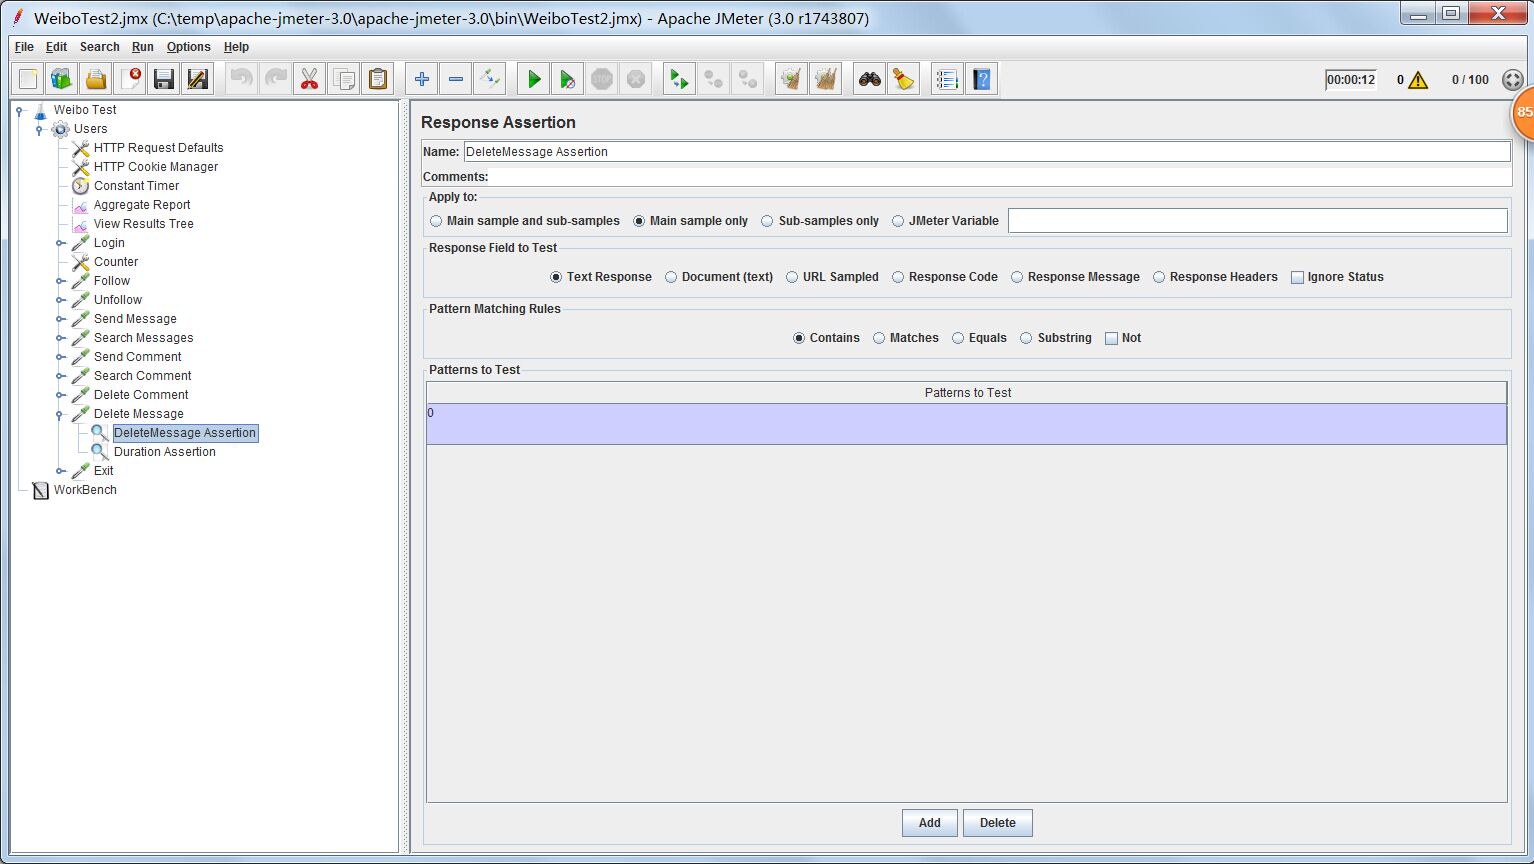 WeiboTest2.jmx (C:\temp\apache-jmeter-3.0\apache-jmeter-3.0\bin\WeiboTest2.jmx) - Apache JMeter (3.0 r1743807)
File Edit Search Run Options Help
00:00:12 0 0 / 100
85
Weibo Test
Users
HTTP Request Defaults
HTTP Cookie Manager
Constant Timer
Aggregate Report
View Results Tree
Login
Counter
Follow
Unfollow
Send Message
Search Messages
Send Comment
Search Comment
Delete Comment
Delete Message
DeleteMessage Assertion
Duration Assertion
Exit
WorkBench
Response Assertion
Name: DeleteMessage Assertion
Comments:
Apply to:
Main sample and sub-samples Main sample only Sub-samples only JMeter Variable
Response Field to Test
Text Response Document (text) URL Sampled Response Code Response Message Response Headers Ignore Status
Pattern Matching Rules
Contains Matches Equals Substring Not
Patterns to Test
Patterns to Test
0
Add Delete